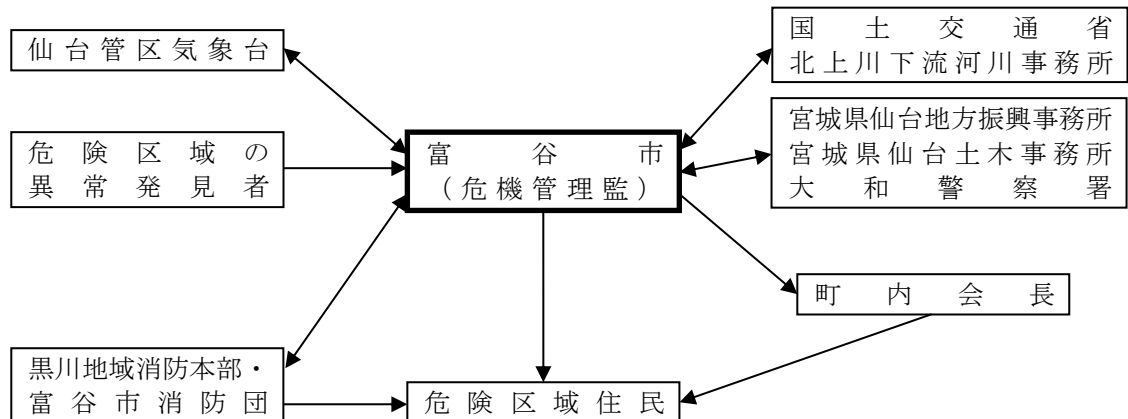 仙台管区気象台
国土交通省
北上川下流河川事務所
危険区域の
異常発見者
富谷市
（危機管理監）
宮城県仙台地方振興事務所
宮城県仙台土木事務所
大和警察署
町内会長
黒川地域消防本部・
富谷市消防団
危険区域住民